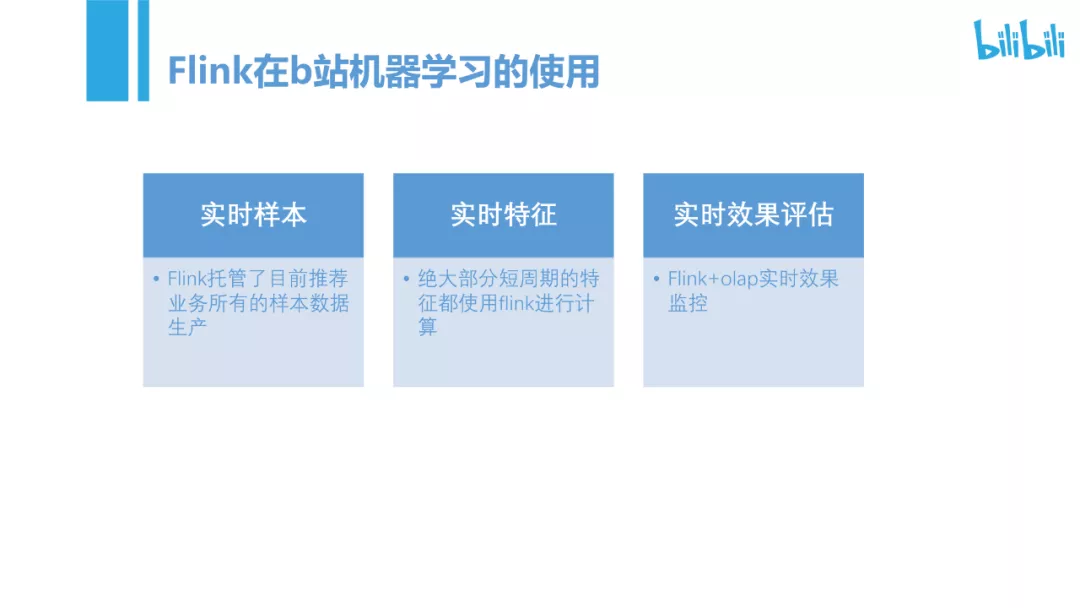 bilibili
Flink在b站机器学习的使用
实时样本
• Flink托管了目前推荐
业务所有的样本数据
生产
实时特征
• 绝大部分短周期的特
征都使用flink进行计
算
实时效果评估
• Flink+olap实时效果
监控